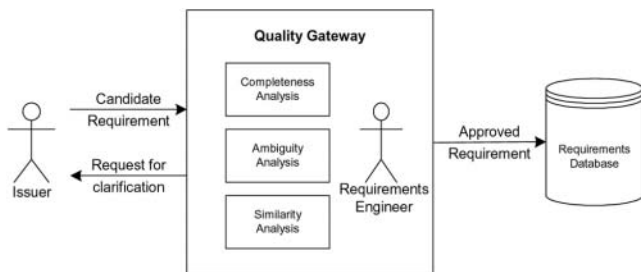 Quality Gateway
Completeness
Analysis
Candidate
Requirement
Ambiguity
Analysis
Request for
clarification
Issuer
Similarity
Analysis
Requirements
Engineer
Approved
Requirement
Requirements
Database